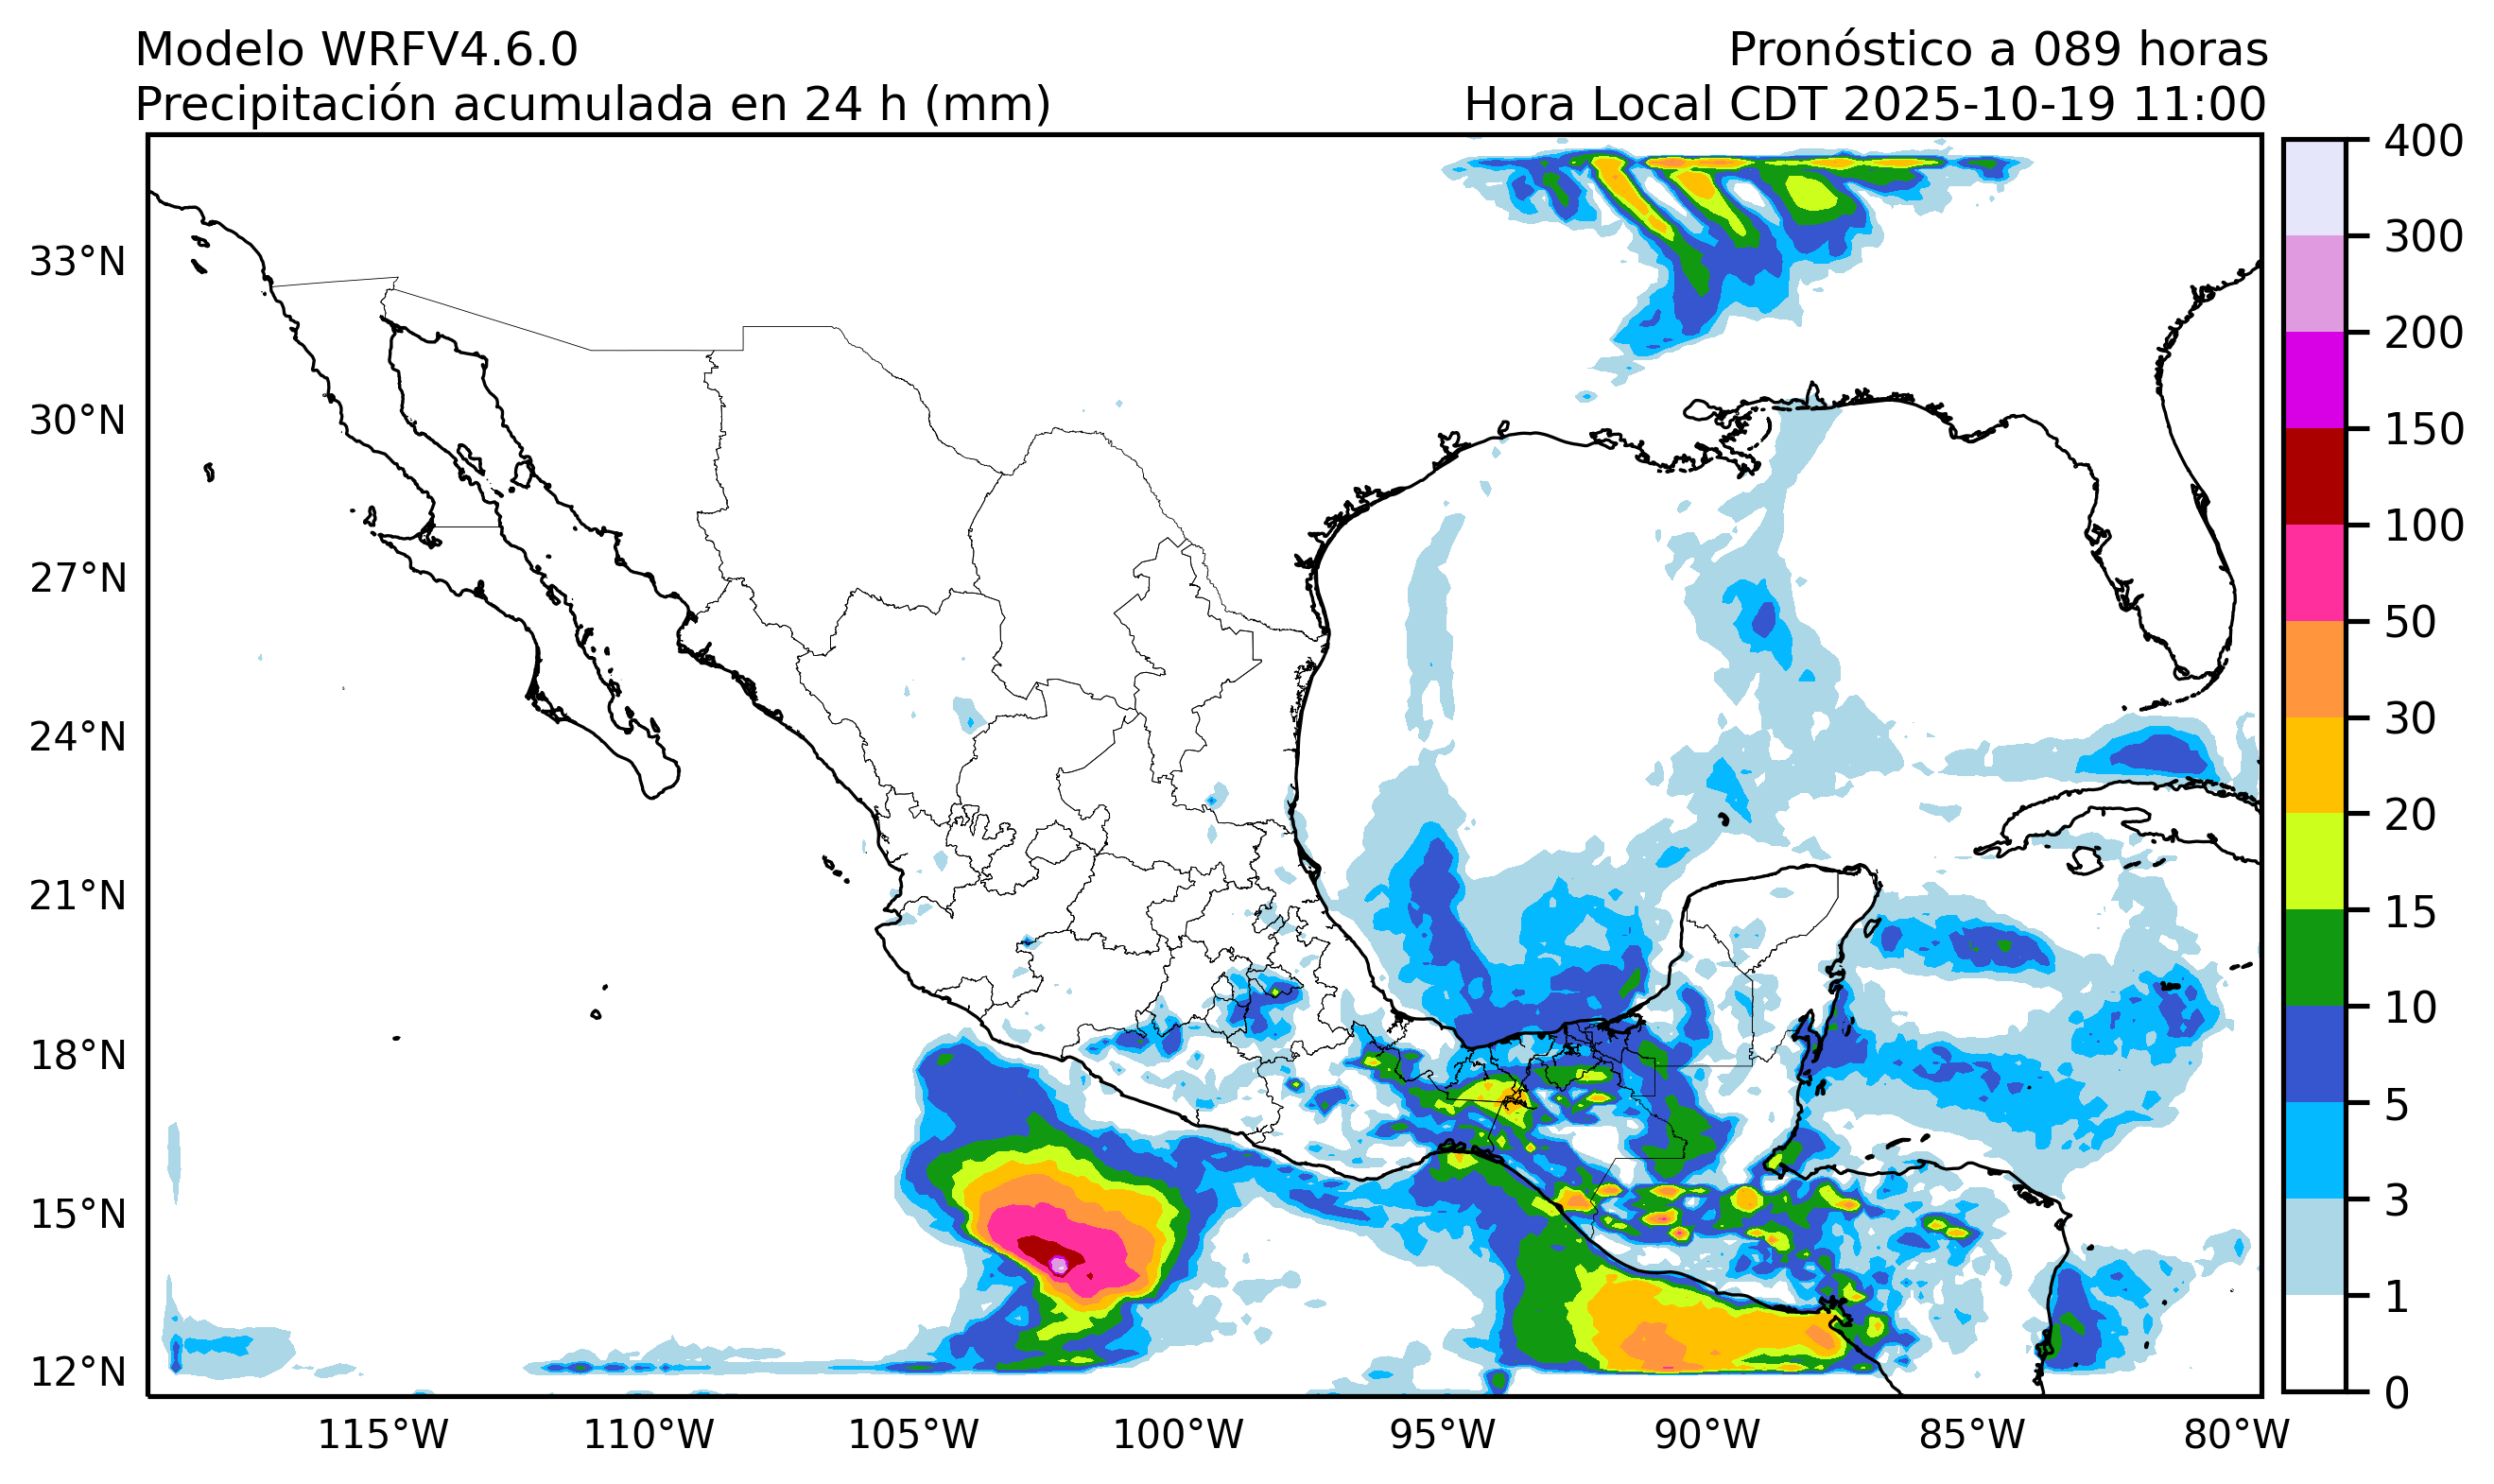 Modelo WRFV4.6.0
Pronóstico a 089 horas
Precipitación acumulada en 24 h (mm)
Hora Local CDT 2025-10-19 11:00
33°N
30°N
27°N
24°N
21°N
18°N
15°N
12°N
115°W
110°W
105°W
100°W
95°W
90°W
85°W
80°W
400
300
200
150
100
50
30
20
15
10
5
3
1
0